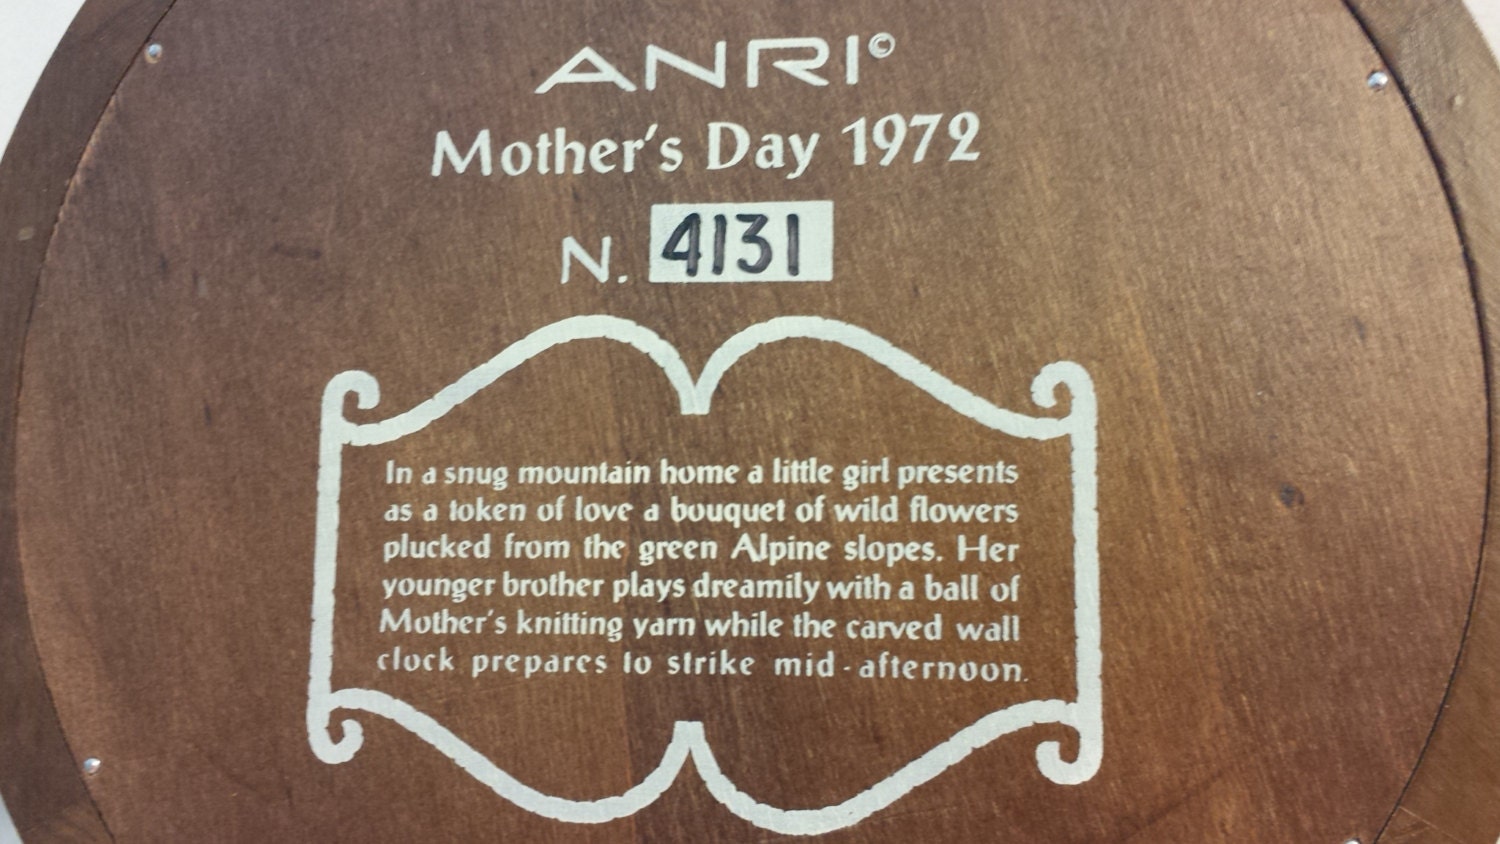 ANRI©
Mother's Day 1972
N. 4131
In a snug mountain home a little girl presents
as a token of love a bouquet of wild flowers
plucked from the green Alpine slopes. Her
younger brother plays dreamily with a ball of
Mother's knitting yarn while the carved wall
clock prepares to strike mid-afternoon.